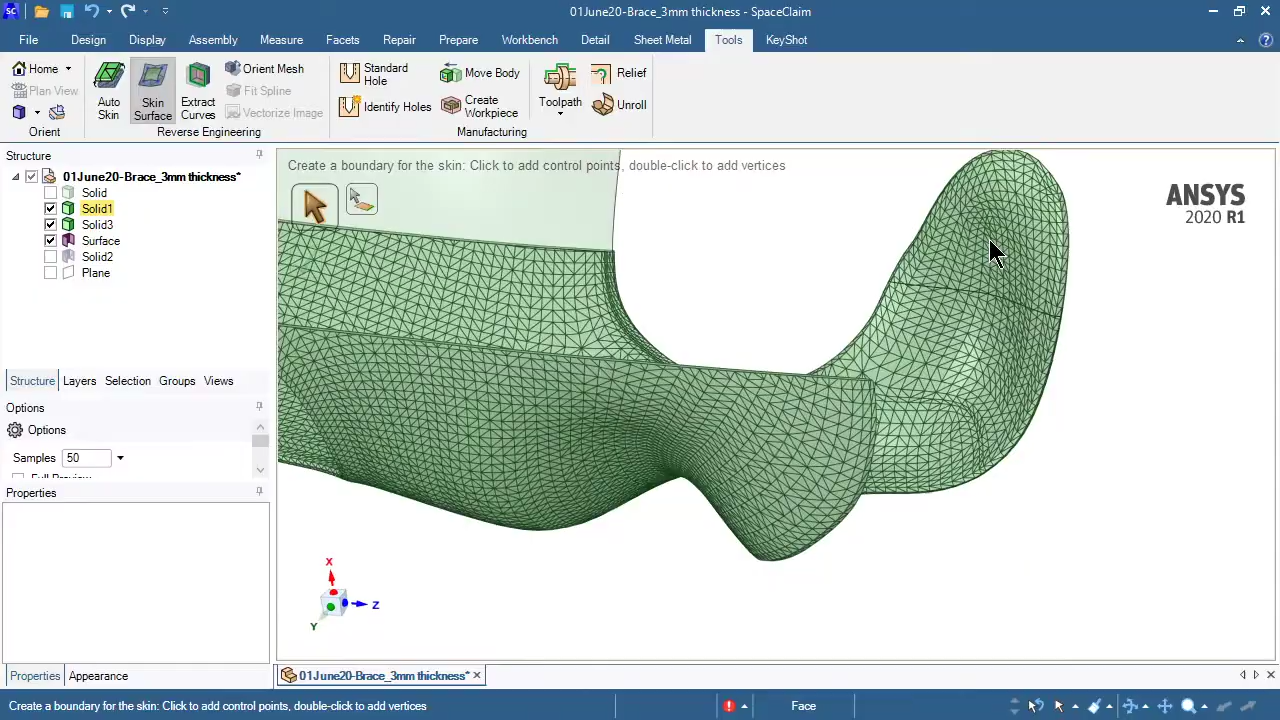 SC
01June20-Brace_3mm thickness - SpaceClaim
File Design Display Assembly Measure Facets Repair Prepare Workbench Detail Sheet Metal Tools KeyShot
Home
Plan View
Orient
Auto Skin
Skin Surface
Extract Curves
Orient Mesh
Fit Spline
Vectorize Image
Reverse Engineering
Standard Hole
Identify Holes
Move Body
Create Workpiece
Toolpath
Relief
Unroll
Manufacturing
Structure
01June20-Brace_3mm thickness*
Solid
Solid1
Solid3
Surface
Solid2
Plane
Structure Layers Selection Groups Views
Options
Options
Samples 50
Full Preview
Properties
Properties Appearance
Create a boundary for the skin: Click to add control points, double-click to add vertices
ANSYS
2020 R1
X
Z
Y
01June20-Brace_3mm thickness*
Create a boundary for the skin: Click to add control points, double-click to add vertices
Face